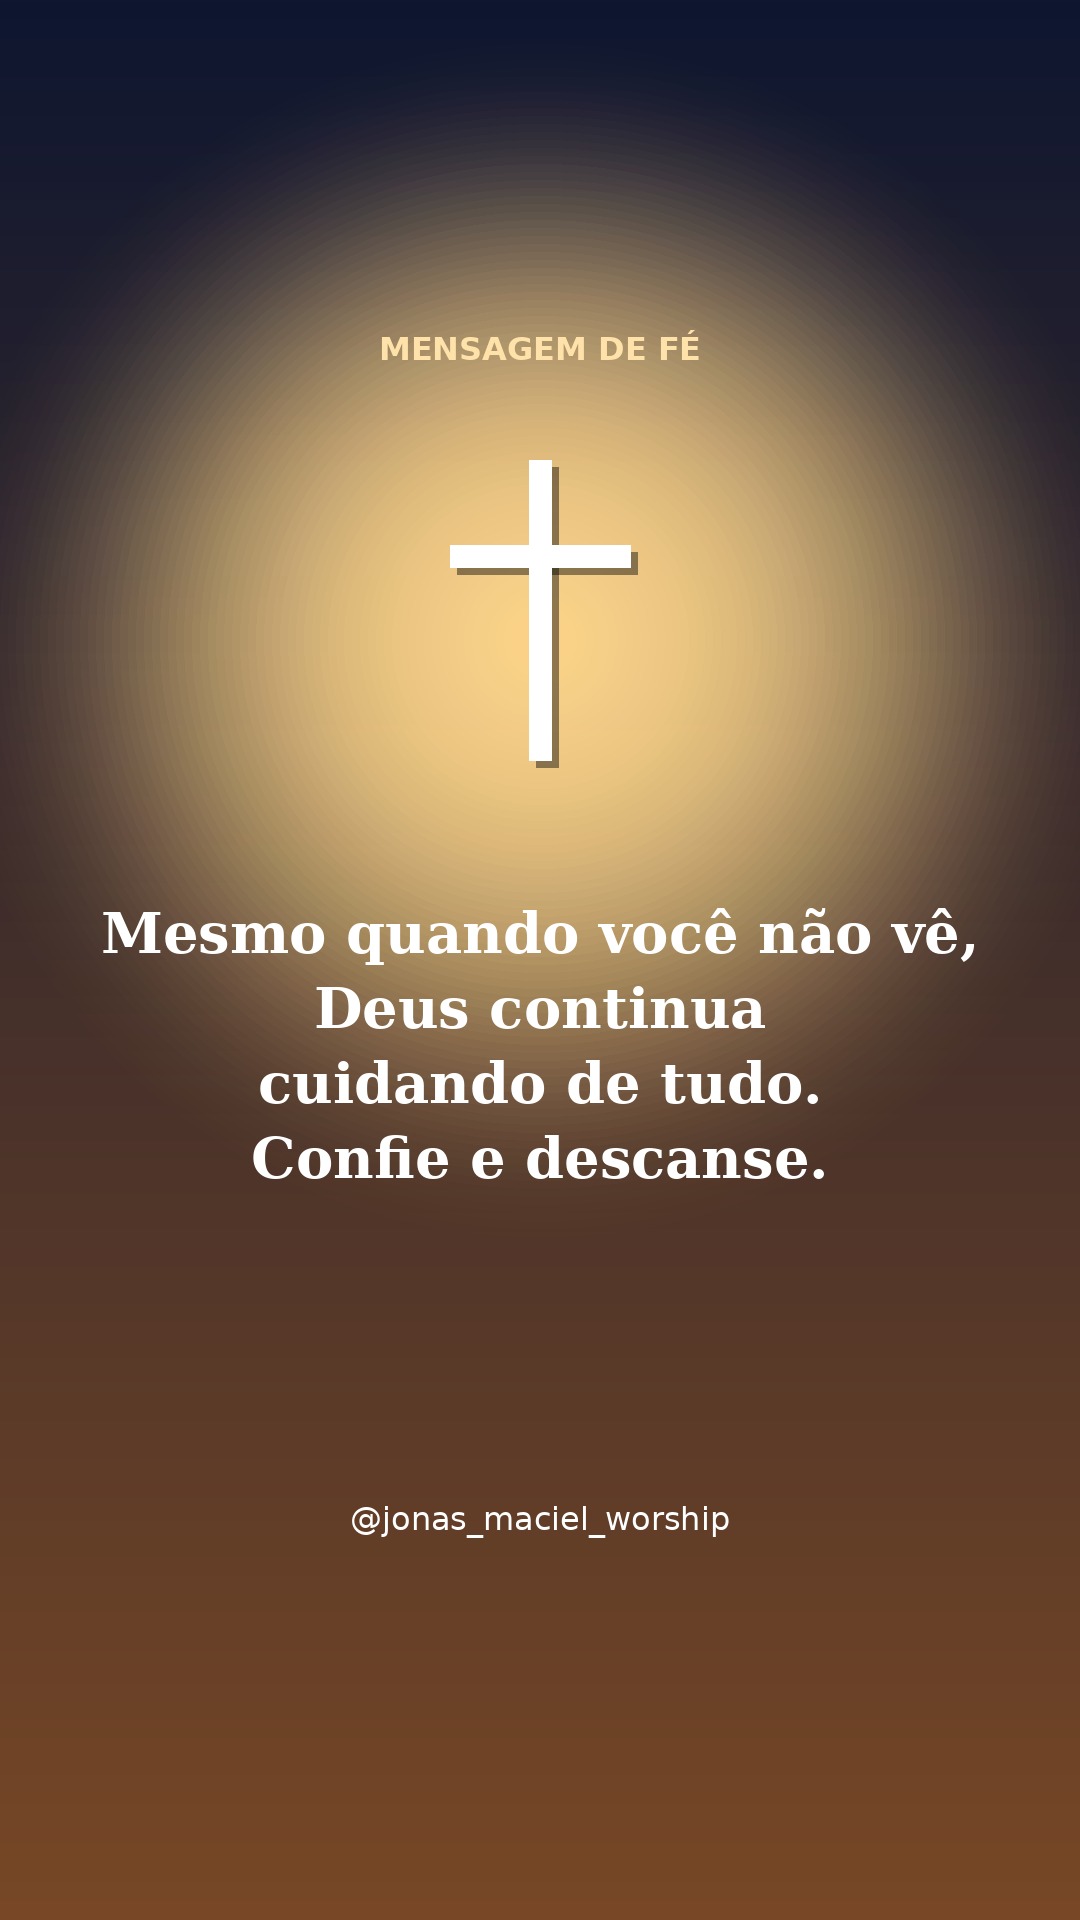 MENSAGEM DE FÉ
Mesmo quando você não vê,
Deus continua
cuidando de tudo.
Confie e descanse.
@jonas_maciel_worship